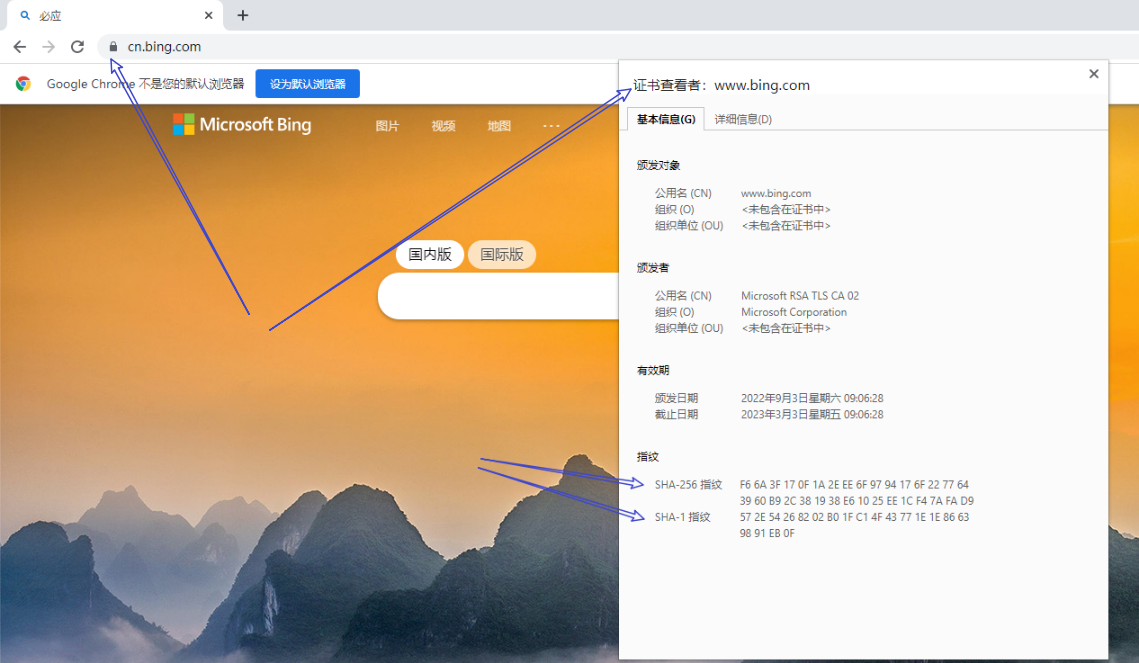 必应
cn.bing.com
Google Chrome 不是您的默认浏览器
设为默认浏览器
Microsoft Bing
图片
视频
地图
国内版
国际版
证书查看者：www.bing.com
基本信息(G)
详细信息(D)
颁发对象
公用名 (CN) www.bing.com
组织 (O) <未包含在证书中>
组织单位 (OU) <未包含在证书中>
颁发者
公用名 (CN) Microsoft RSA TLS CA 02
组织 (O) Microsoft Corporation
组织单位 (OU) <未包含在证书中>
有效期
颁发日期 2022年9月3日星期六 09:06:28
截止日期 2023年3月3日星期五 09:06:28
指纹
SHA-256 指纹 F6 6A 3F 17 0F 1A 2E EE 6F 97 94 17 6F 22 77 64
39 60 B9 2C 38 19 38 E6 10 25 EE 1C F4 7A FA D9
SHA-1 指纹 57 2E 54 26 82 02 B0 1F C1 4F 43 77 1E 1E 86 63
98 91 EB 0F